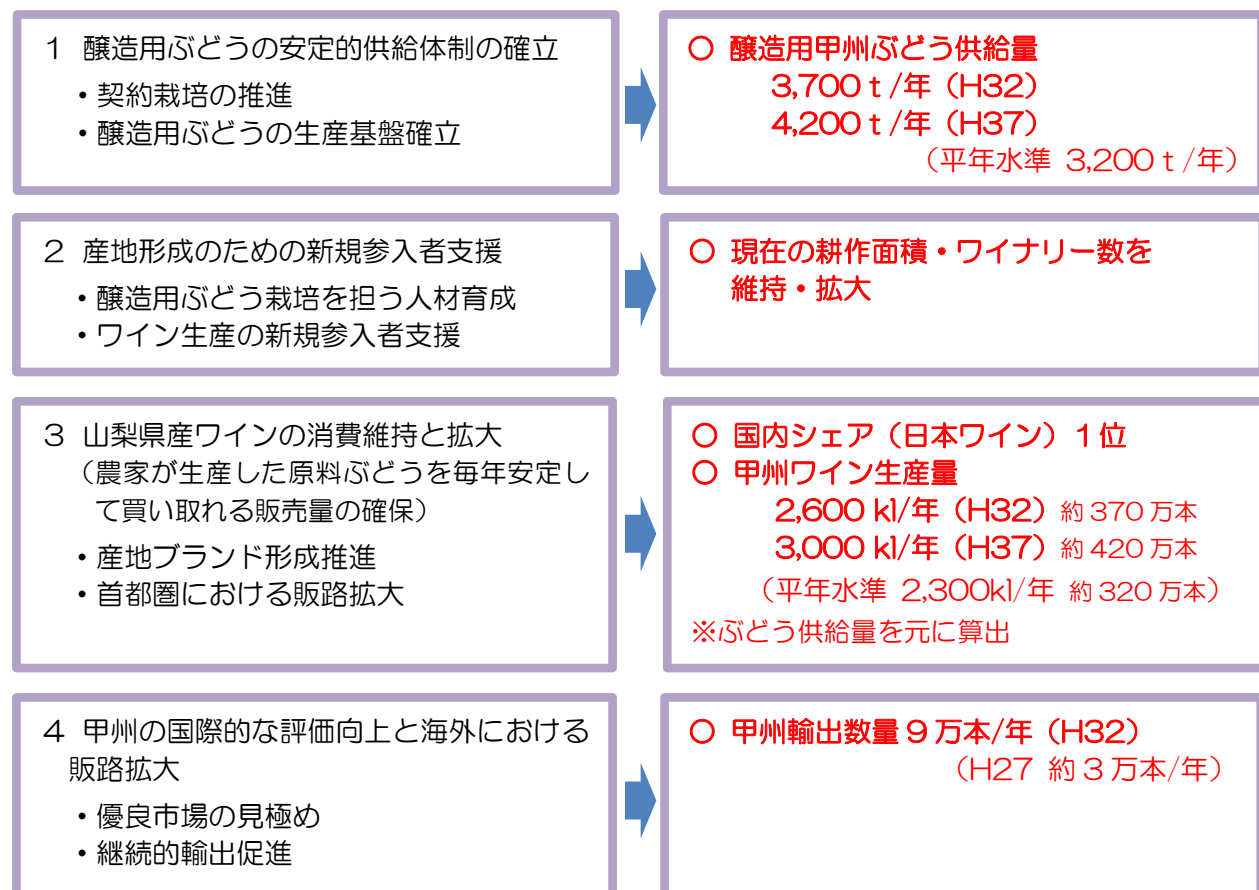 1 醸造用ぶどうの安定的供給体制の確立
・契約栽培の推進
・醸造用ぶどうの生産基盤確立
○ 醸造用甲州ぶどう供給量
3,700ｔ/年（H32）
4,200ｔ/年（H37）
（平年水準 3,200ｔ/年）
2 産地形成のための新規参入者支援
・醸造用ぶどう栽培を担う人材育成
・ワイン生産の新規参入者支援
○ 現在の耕作面積・ワイナリー数を
維持・拡大
3 山梨県産ワインの消費維持と拡大
（農家が生産した原料ぶどうを毎年安定し
て買い取れる販売量の確保）
・産地ブランド形成推進
・首都圏における販路拡大
○ 国内シェア（日本ワイン）１位
○ 甲州ワイン生産量
2,600 kl/年（H32）約 370 万本
3,000 kl/年（H37）約 420 万本
（平年水準 2,300kl/年 約 320 万本）
※ぶどう供給量を元に算出
4 甲州の国際的な評価向上と海外における
販路拡大
・優良市場の見極め
・継続的輸出促進
○ 甲州輸出数量 9 万本/年（H32）
（H27 約 3 万本/年）